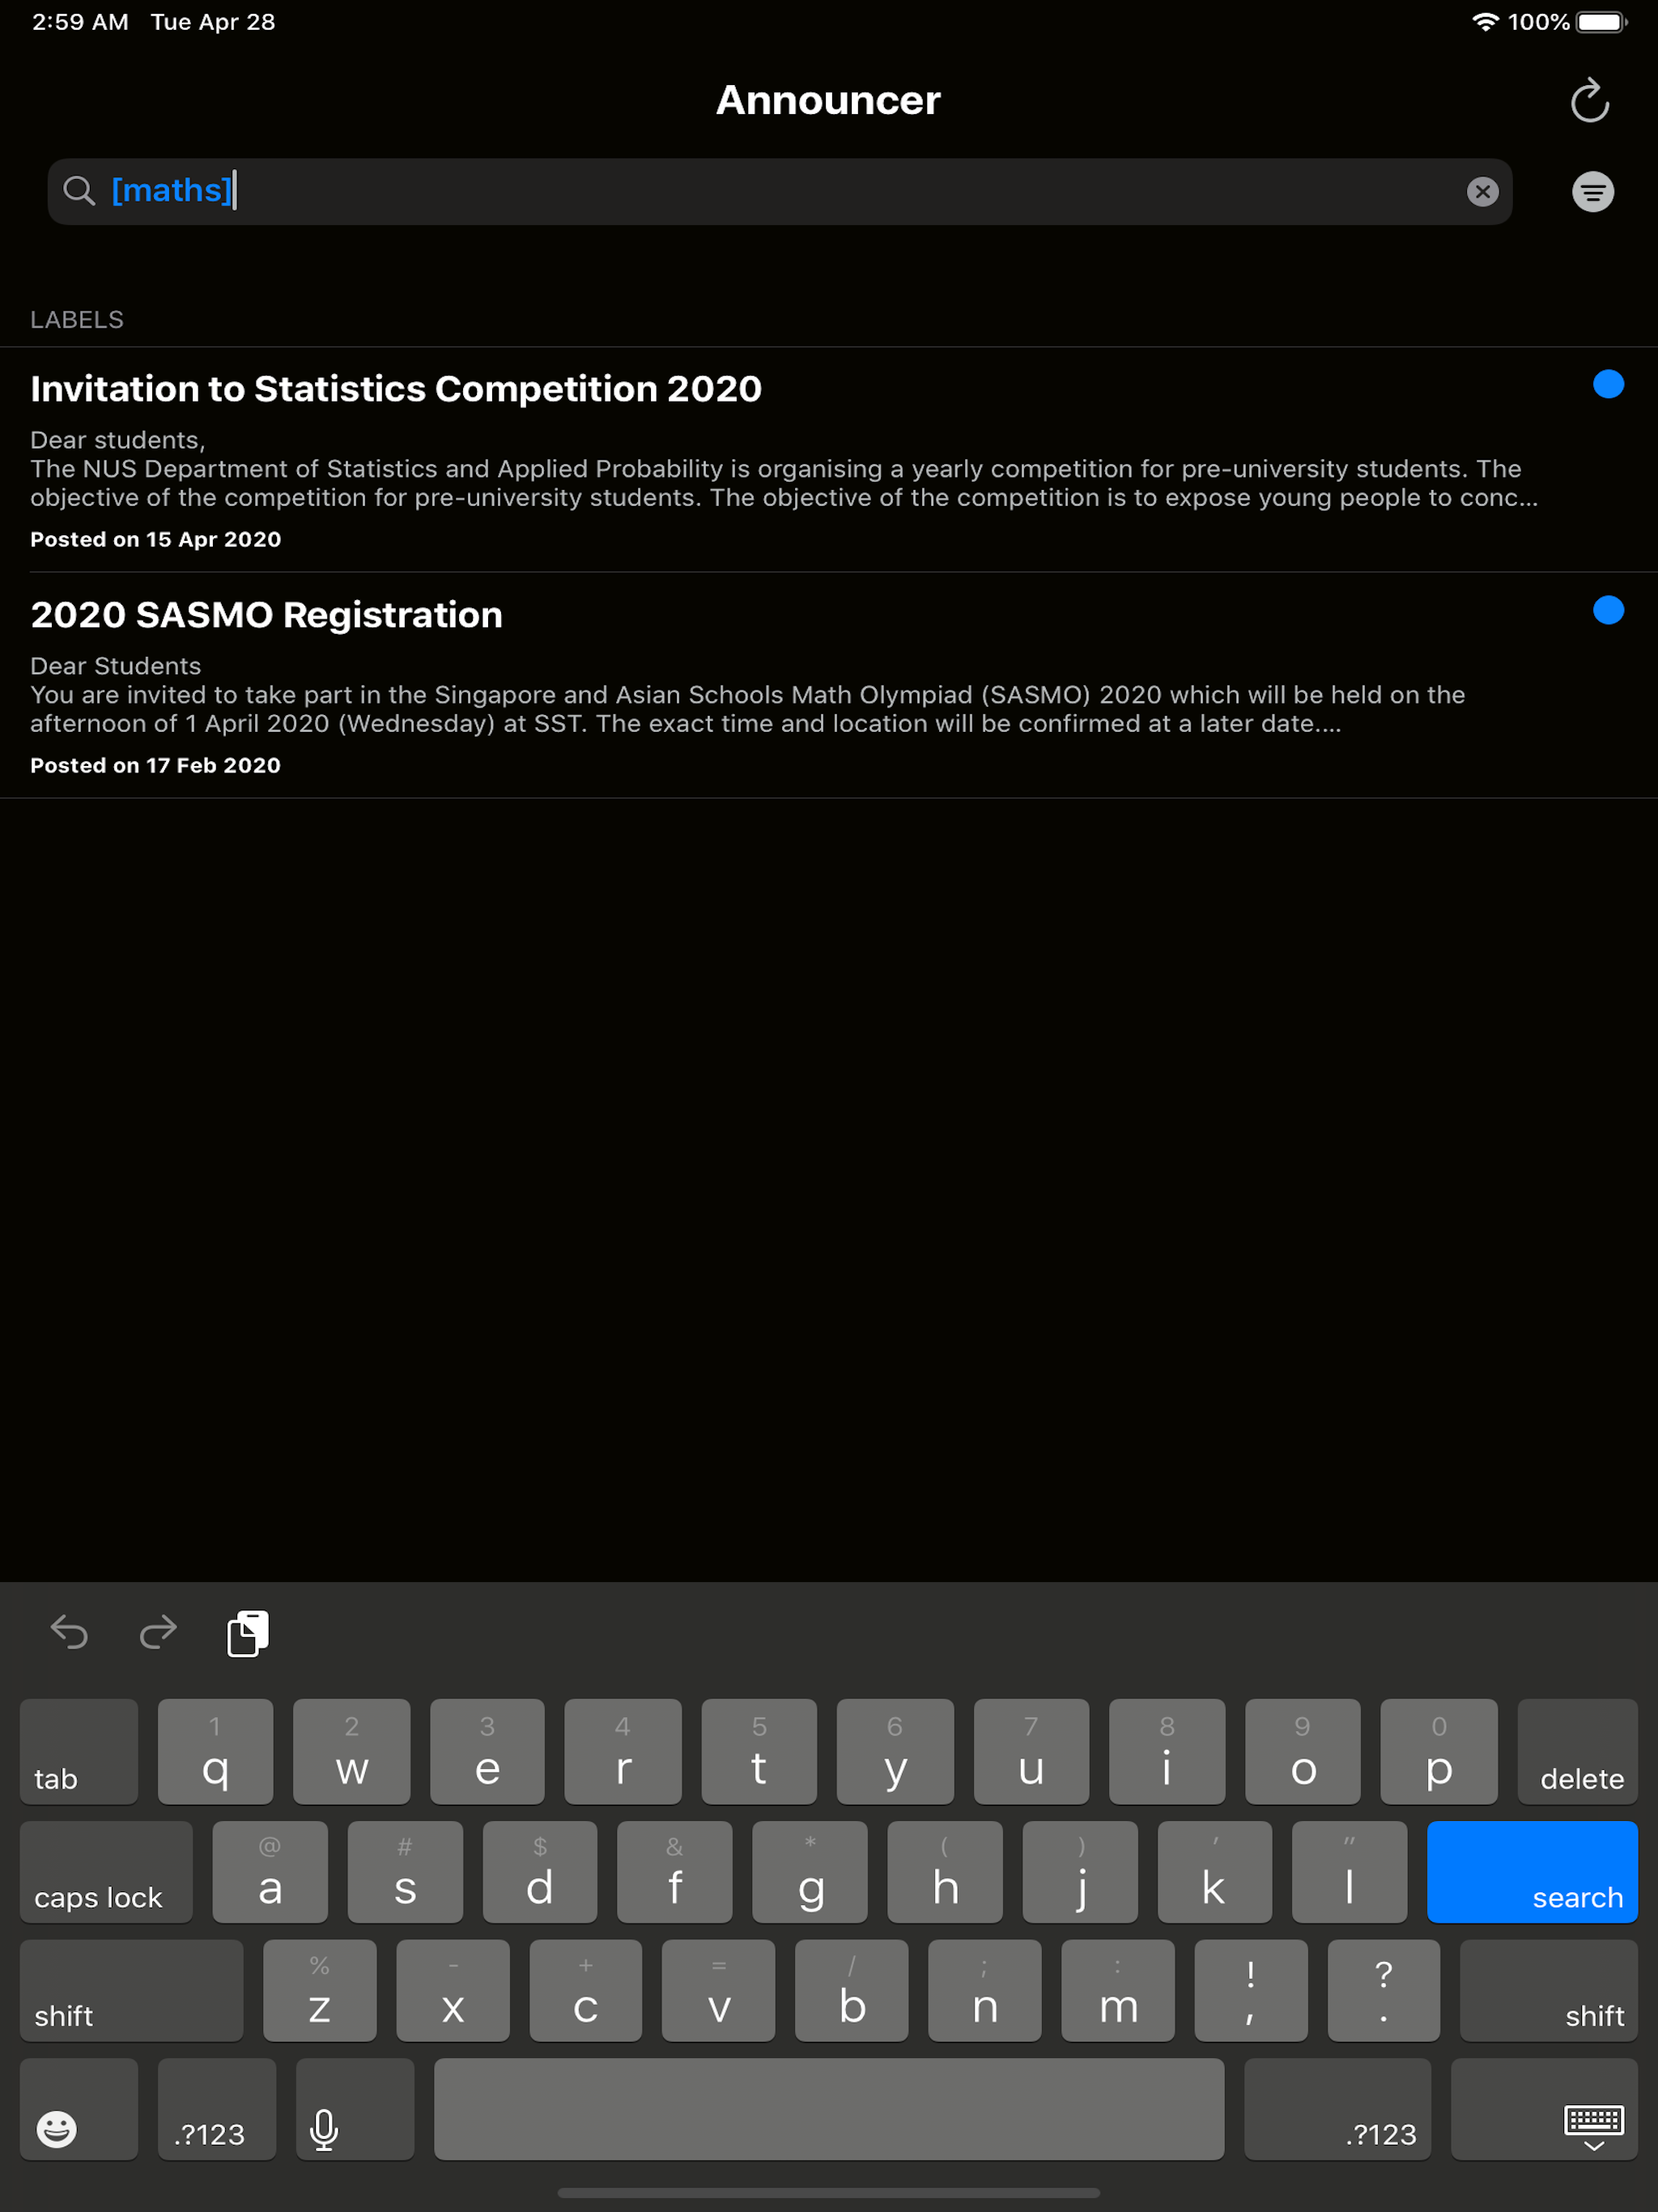 2:59 AM Tue Apr 28 100%
Announcer
[maths]
LABELS
Invitation to Statistics Competition 2020
Dear students,
The NUS Department of Statistics and Applied Probability is organising a yearly competition for pre-university students. The
objective of the competition for pre-university students. The objective of the competition is to expose young people to conc...
Posted on 15 Apr 2020
2020 SASMO Registration
Dear Students
You are invited to take part in the Singapore and Asian Schools Math Olympiad (SASMO) 2020 which will be held on the
afternoon of 1 April 2020 (Wednesday) at SST. The exact time and location will be confirmed at a later date....
Posted on 17 Feb 2020
1 2 3 4 5 6 7 8 9 0
tab q w e r t y u i o p delete
@ # $ & * ( ) ' "
caps lock a s d f g h j k l search
% - + = / ; : ! ?
shift z x c v b n m , . shift
.?123 .?123